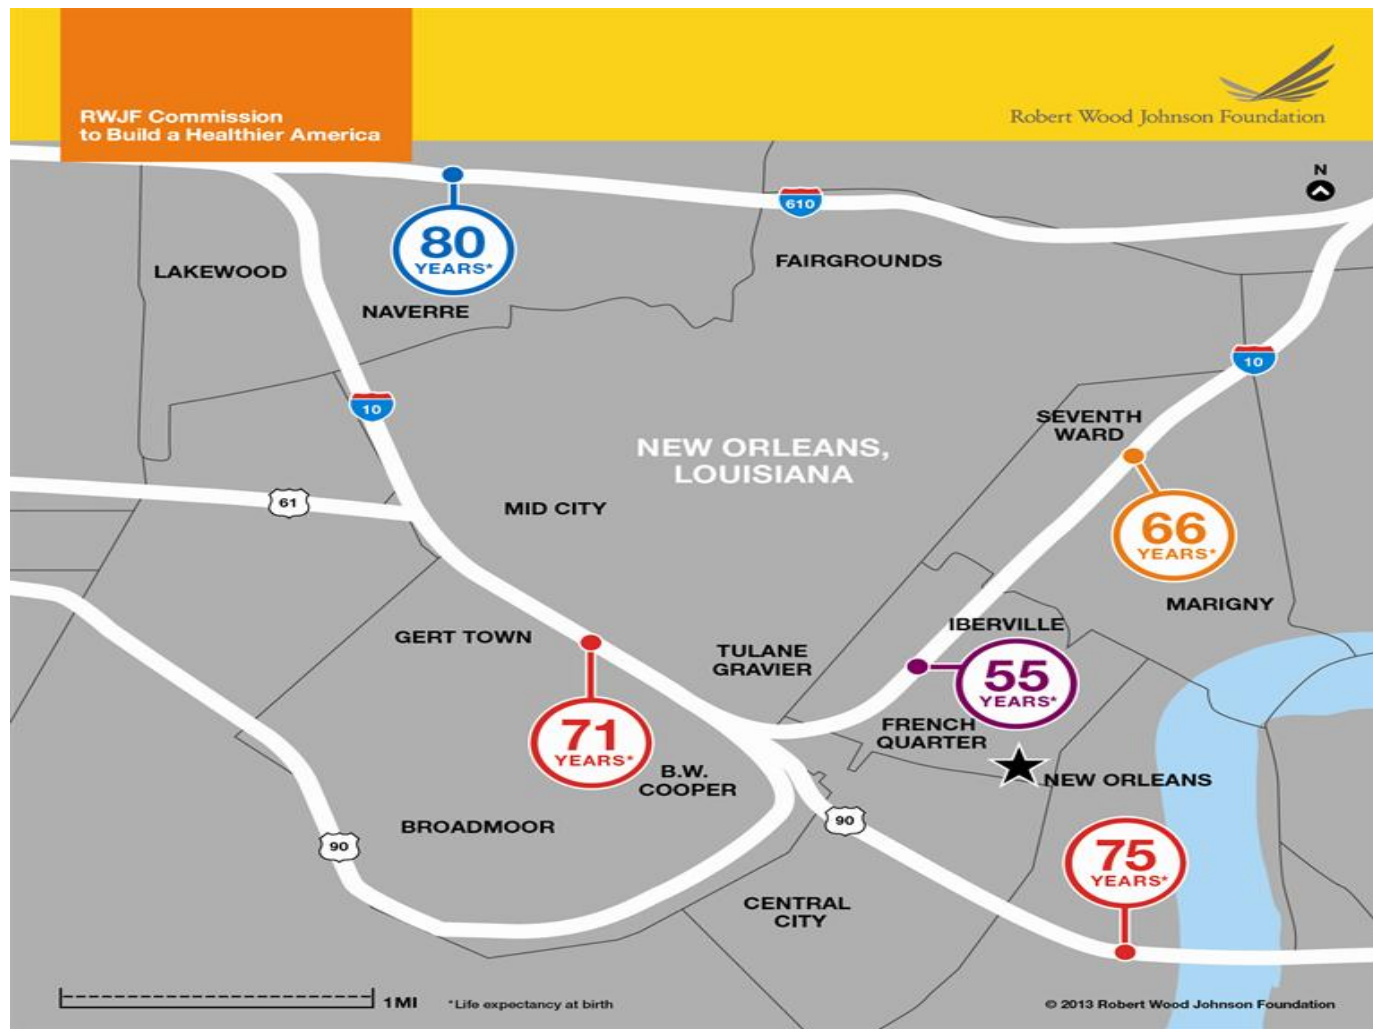 RWJF Commission
to Build a Healthier America
Robert Wood Johnson Foundation
N
610
80
YEARS*
LAKEWOOD
FAIRGROUNDS
NAVERRE
10
10
SEVENTH
WARD
NEW ORLEANS,
LOUISIANA
61
MID CITY
66
YEARS*
MARIGNY
GERT TOWN
IBERVILLE
TULANE
GRAVIER
55
YEARS*
71
YEARS*
FRENCH
QUARTER
B.W.
COOPER
NEW ORLEANS
BROADMOOR
90
90
75
YEARS*
CENTRAL
CITY
1MI
*Life expectancy at birth
© 2013 Robert Wood Johnson Foundation